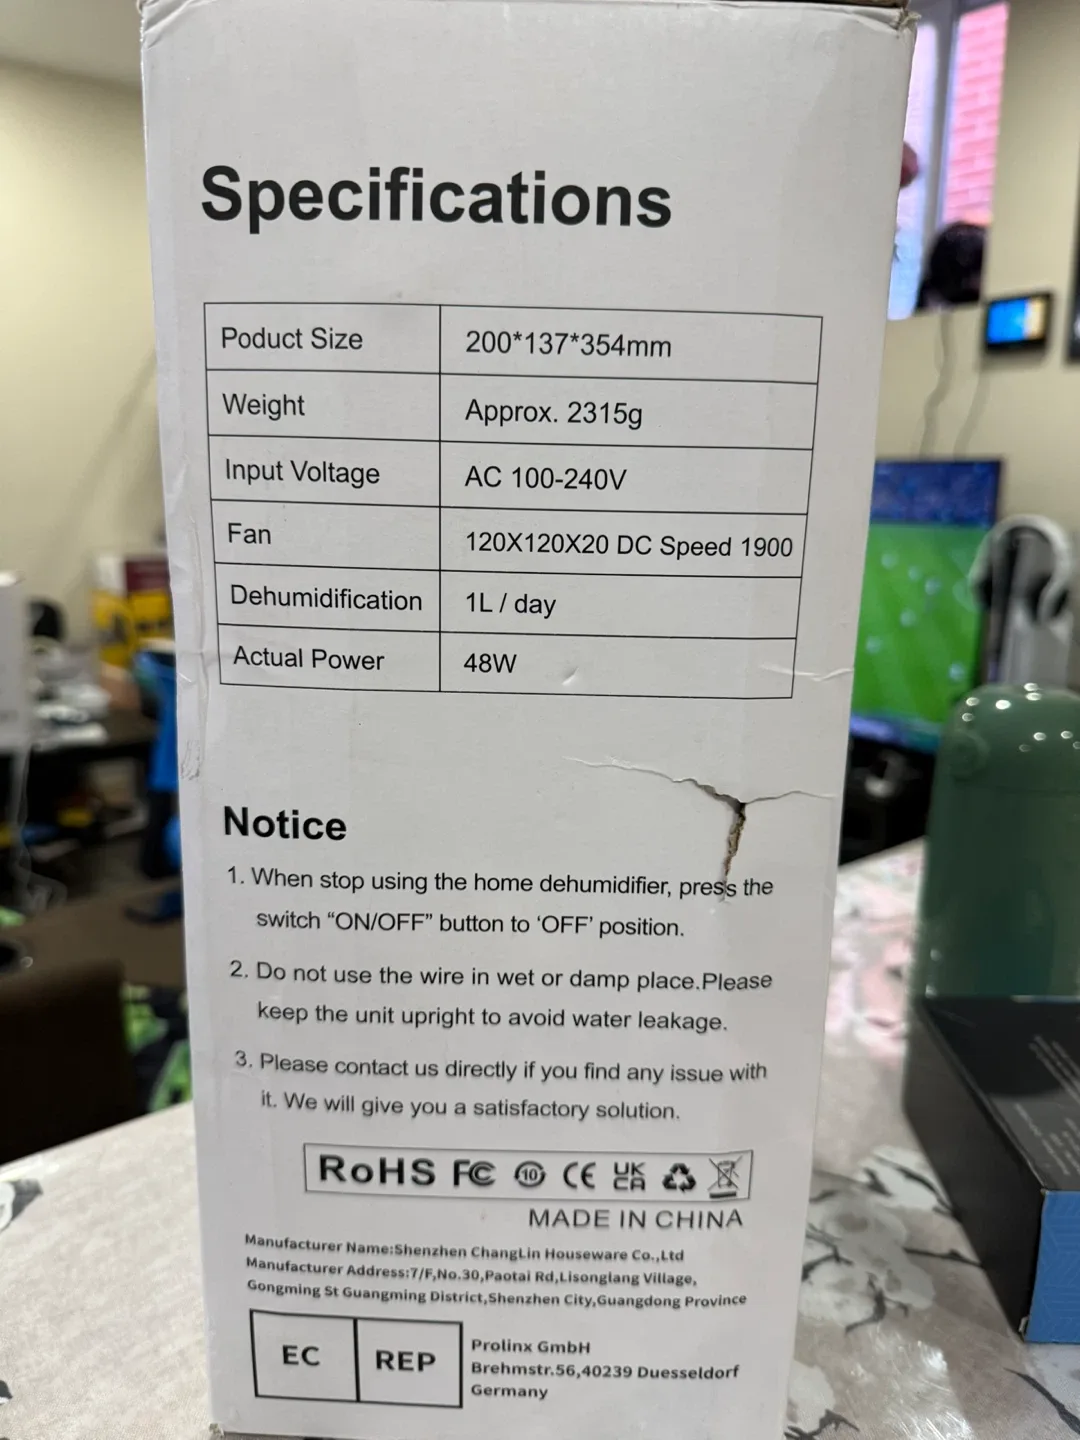 Specifications
Poduct Size 200*137*354mm
Weight Approx. 2315g
Input Voltage AC 100-240V
Fan 120X120X20 DC Speed 1900
Dehumidification 1L / day
Actual Power 48W
Notice
1. When stop using the home dehumidifier, press the
switch “ON/OFF” button to ‘OFF’ position.
2. Do not use the wire in wet or damp place.Please
keep the unit upright to avoid water leakage.
3. Please contact us directly if you find any issue with
it. We will give you a satisfactory solution.
RoHS FC 10 CE UK CA
MADE IN CHINA
Manufacturer Name:Shenzhen ChangLin Houseware Co.,Ltd
Manufacturer Address:7/F,No.30,Paotai Rd,Lisonglang Village,
Gongming St Guangming District,Shenzhen City,Guangdong Province
EC REP
Prolinx GmbH
Brehmstr.56,40239 Duesseldorf
Germany